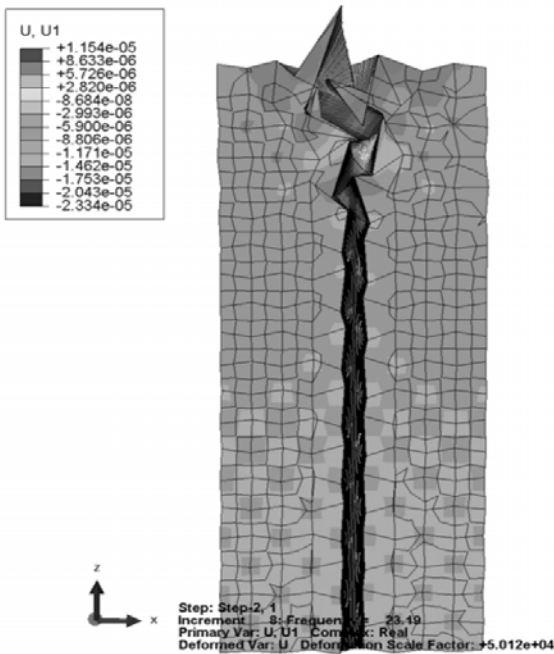 U, U1
+1.154e-05
+8.633e-06
+5.726e-06
+2.820e-06
-8.684e-08
-2.993e-06
-5.900e-06
-8.806e-06
-1.171e-05
-1.462e-05
-1.753e-05
-2.043e-05
-2.334e-05
z
x
Step: Step-2, 1
Increment 8: = 23.19
Primary Var: U, U1 Real
Deformed Var: U Scale Factor: +5.012e+04